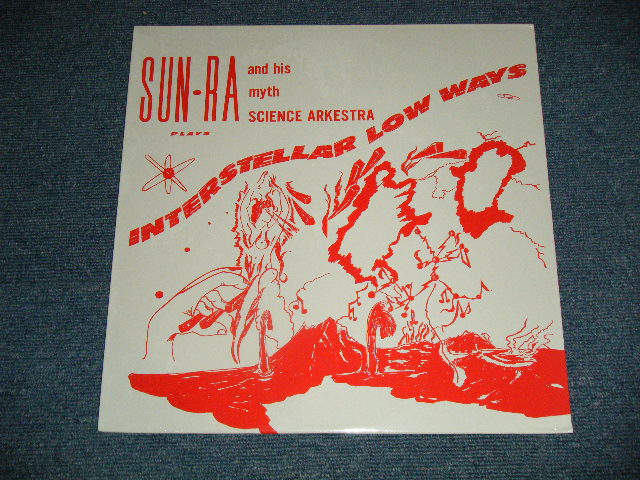 SUN·RA
and his
myth
SCIENCE ARKESTRA
PLAYS
INTERSTELLAR LOW WAYS